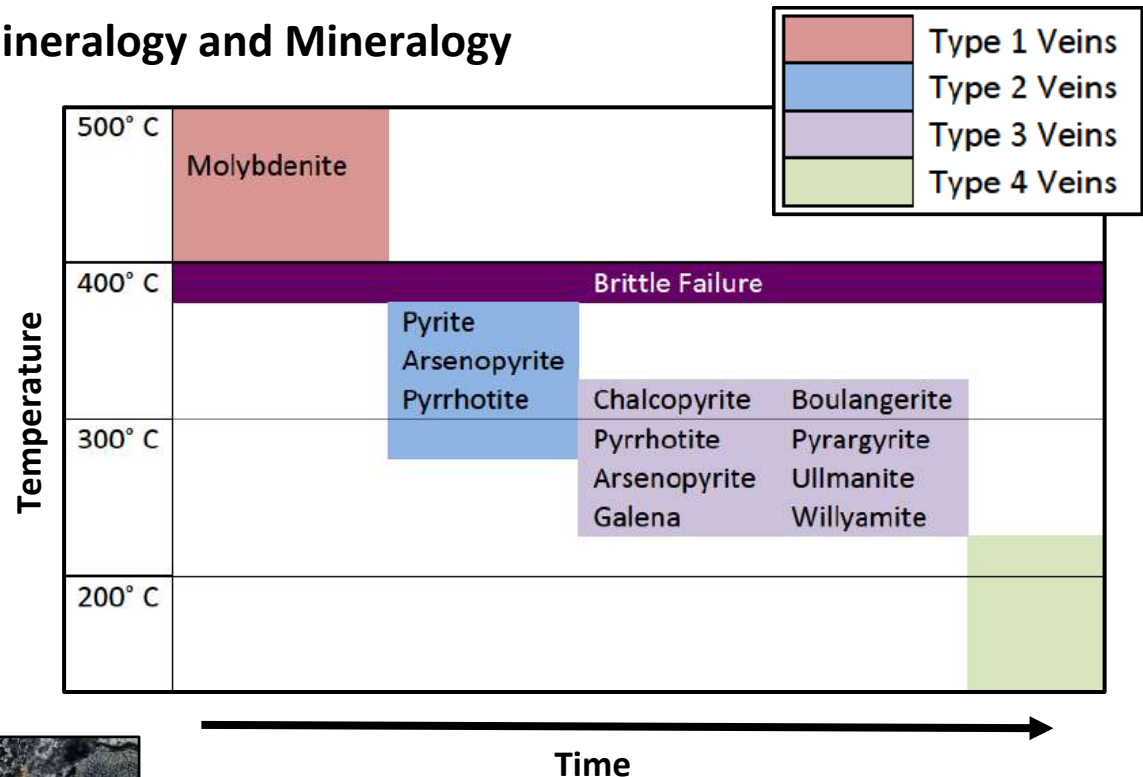 ineralogy and Mineralogy
Type 1 Veins
Type 2 Veins
Type 3 Veins
Type 4 Veins
500° C
Molybdenite
400° C
Brittle Failure
Pyrite
Arsenopyrite
Pyrrhotite
Chalcopyrite Boulangerite
300° C
Pyrrhotite Pyrargyrite
Arsenopyrite Ullmanite
Galena Willyamite
200° C
Temperature
Time